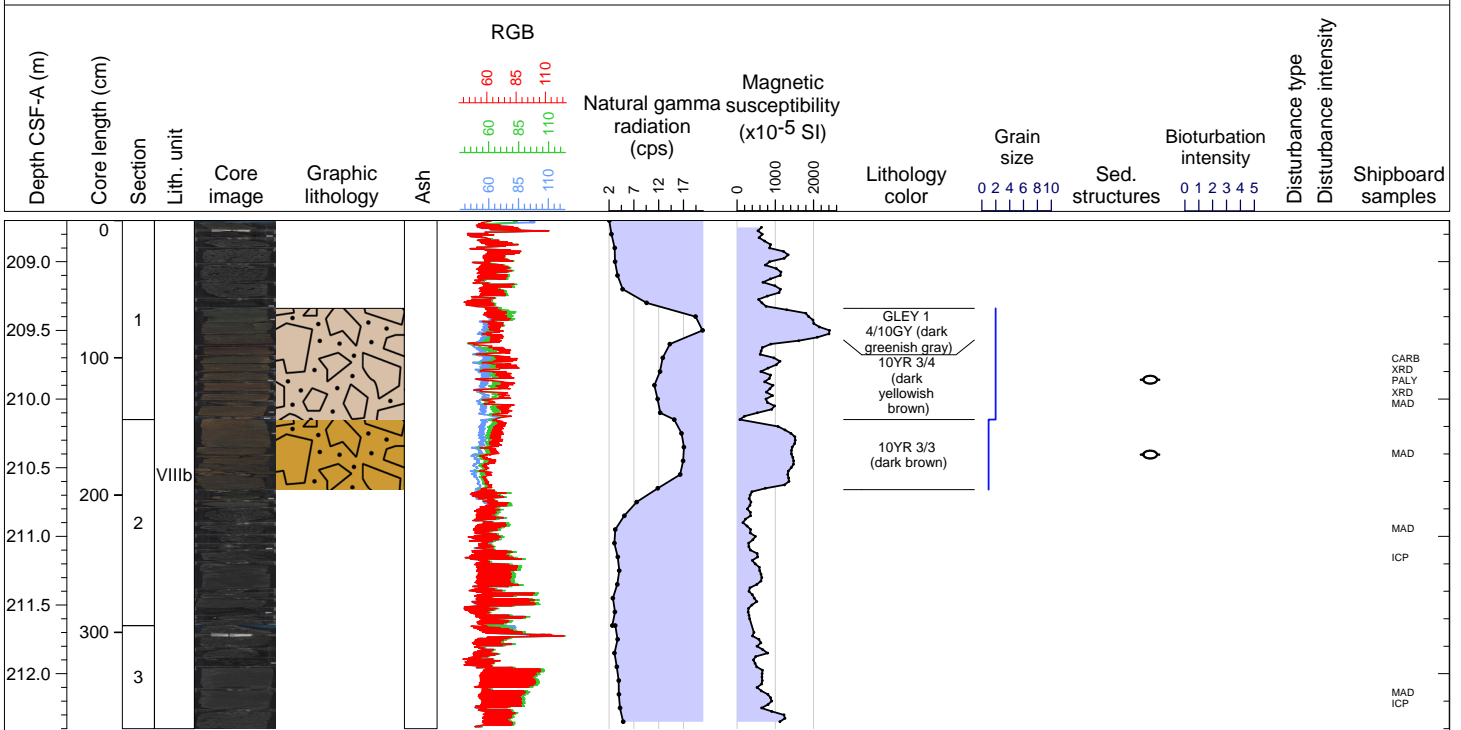 Depth CSF-A (m)
Core length (cm)
Section
Lith. unit
Core
image
Graphic
lithology
Ash
RGB
60 85 110
60 85 110
60 85 110
Natural gamma
radiation
(cps)
2 7 12 17
Magnetic
susceptibility
(x10-5 SI)
0 1000 2000
Lithology
color
Grain
size
0 2 4 6 8 10
Sed.
structures
Bioturbation
intensity
0 1 2 3 4 5
Disturbance type
Disturbance intensity
Shipboard
samples
209.0
209.5
210.0
210.5
211.0
211.5
212.0
0
100
200
300
1
2
3
VIIIb
GLEY 1
4/10GY (dark
greenish gray)
10YR 3/4
(dark
yellowish
brown)
10YR 3/3
(dark brown)
CARB
XRD
PALY
XRD
MAD
MAD
MAD
ICP
MAD
ICP